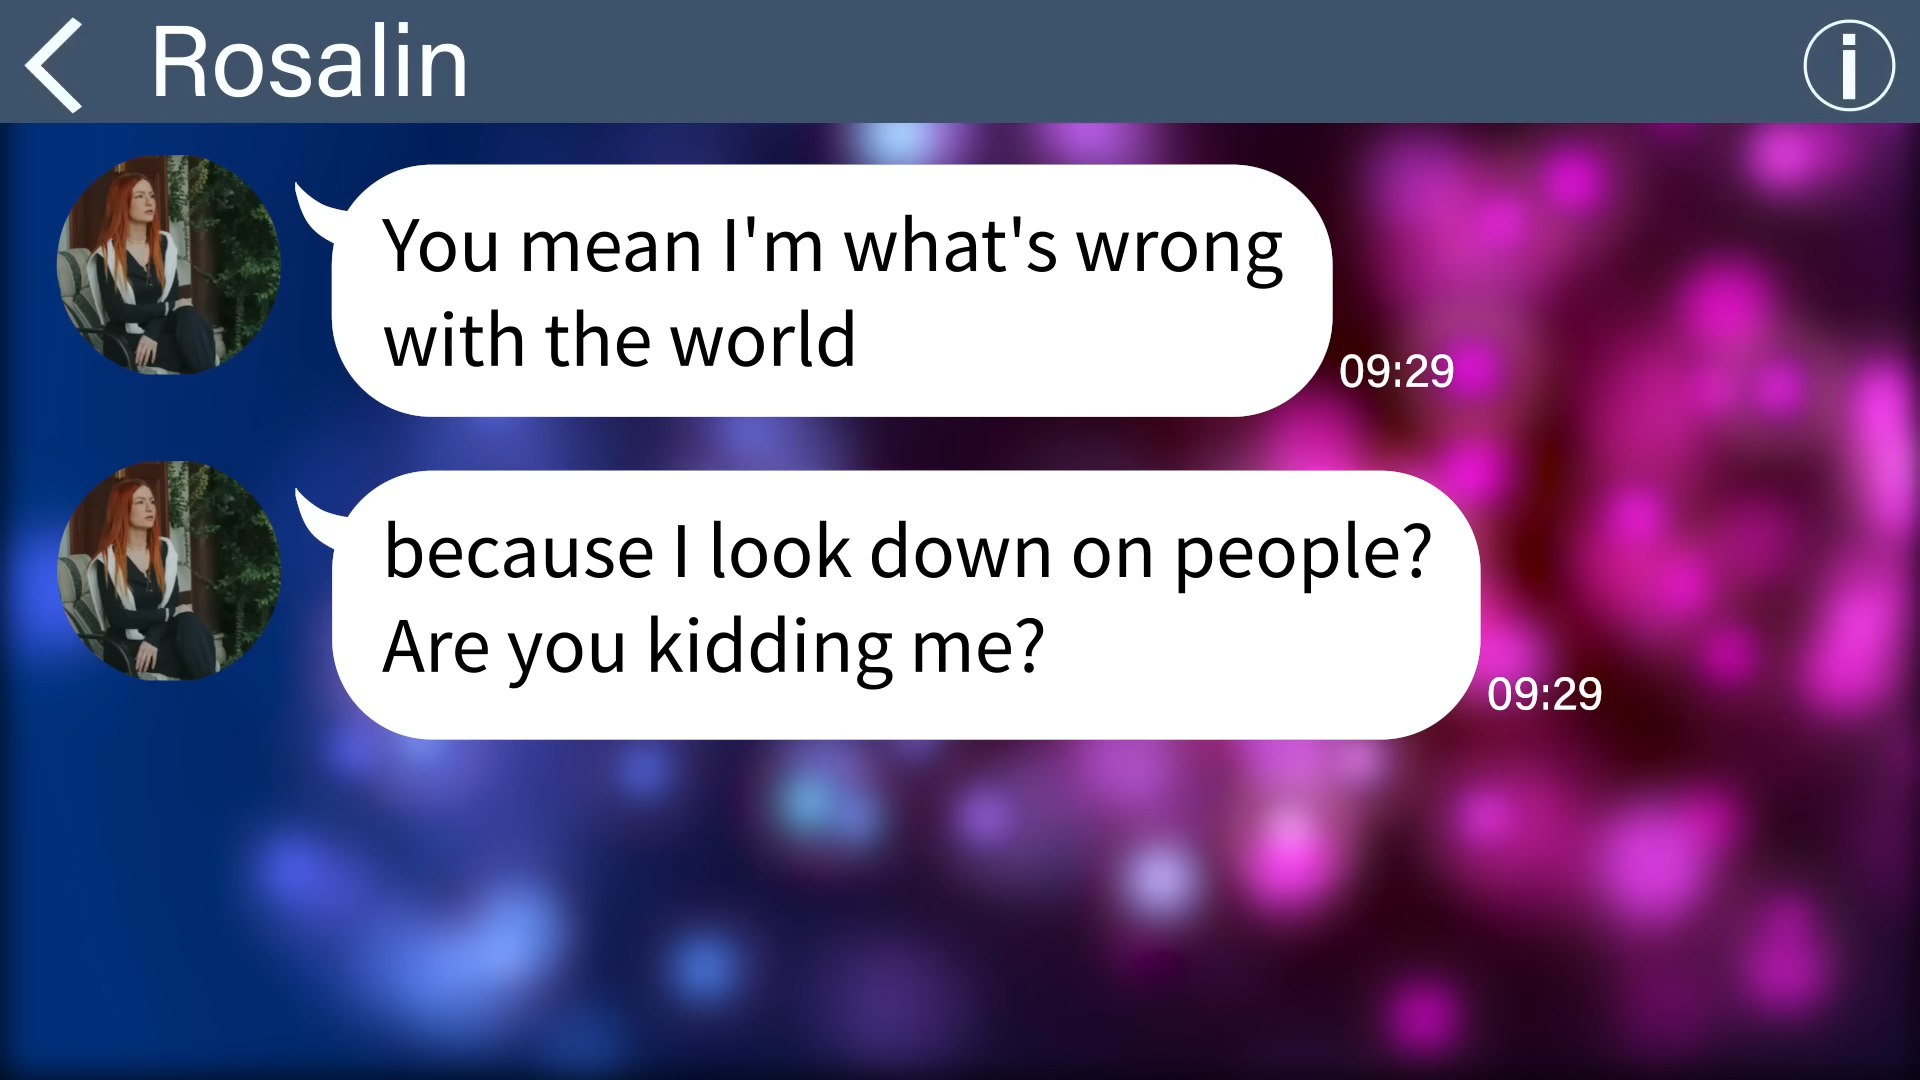 Rosalin
You mean I'm what's wrong
with the world
09:29
because I look down on people?
Are you kidding me?
09:29